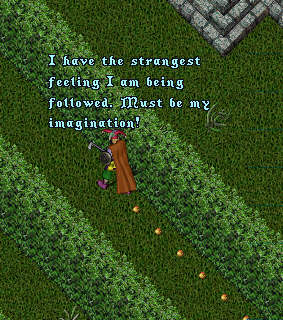 I have the strangest
feeling I am being
followed. Must be my
imagination!